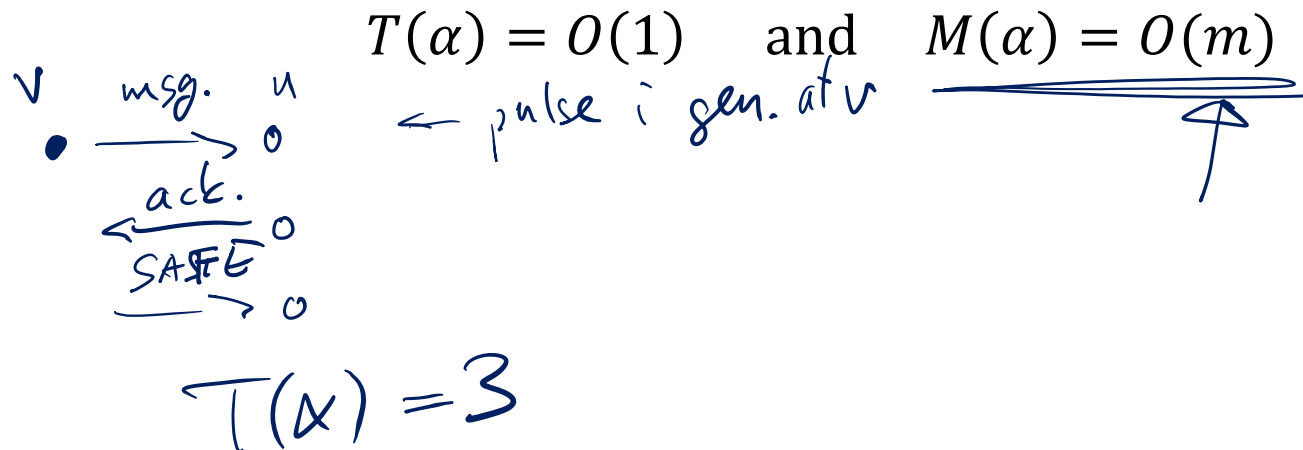 T(α) = O(1) and M(α) = O(m)
v msg. u ← pulse i gen. at v
ack.
SAFE
T(α) = 3